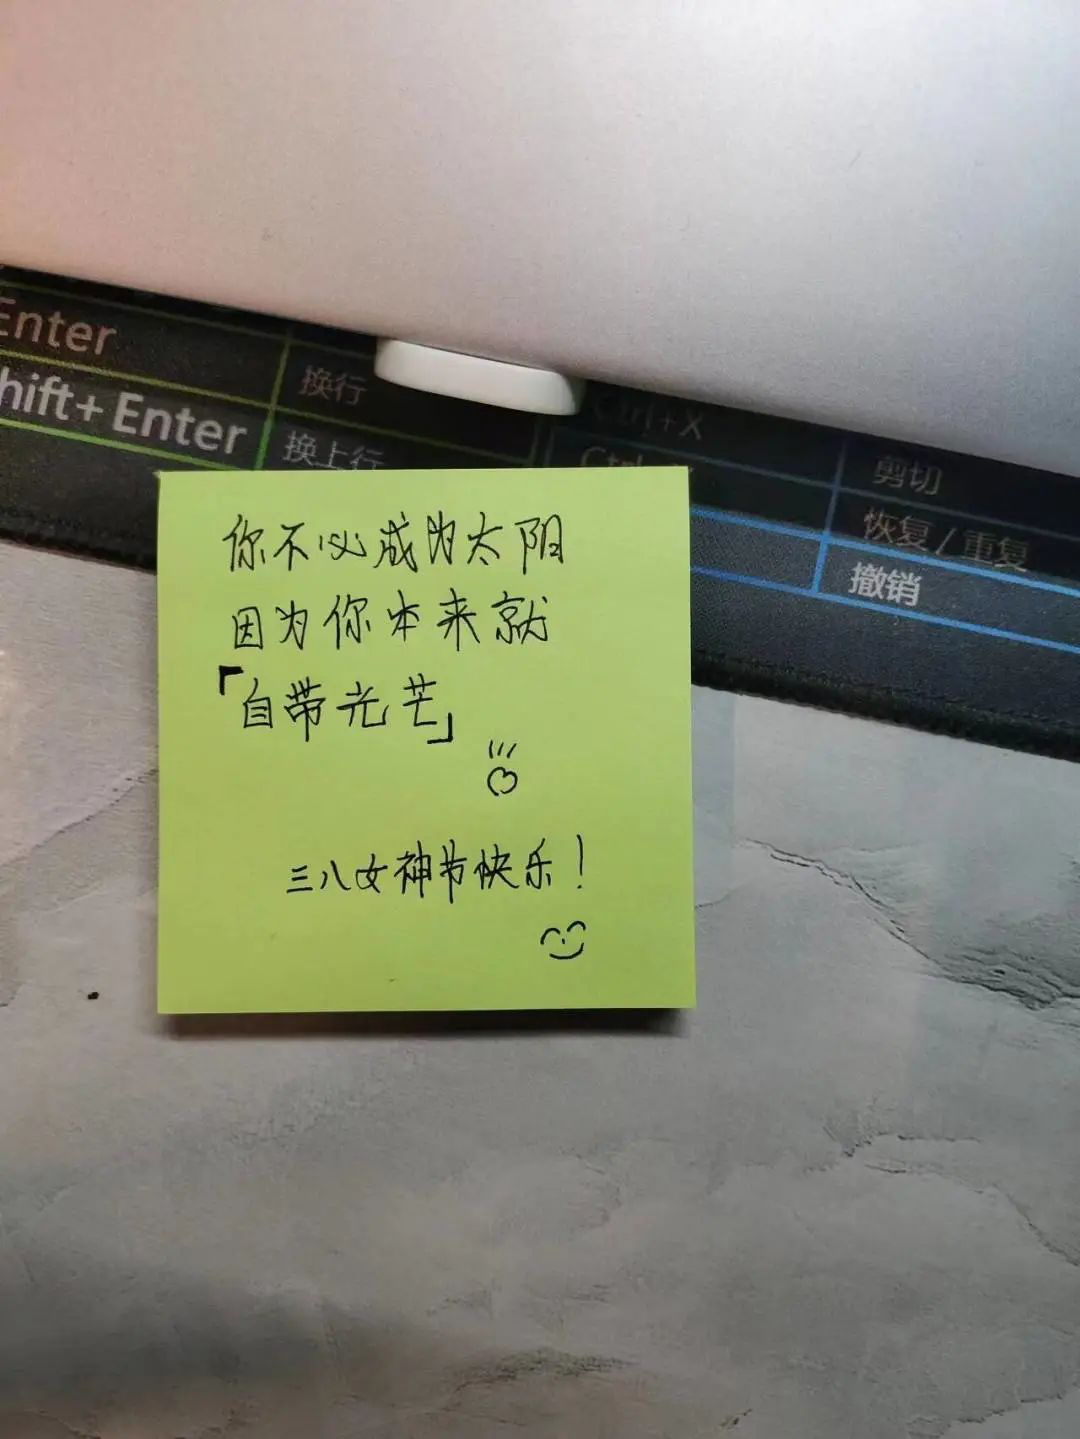 Enter
换行
hift+ Enter
换上行
Ctrl+X
剪切
恢复/重复
撤销
你不必成为太阳
因为你本来就
「自带光芒」
三八女神节快乐!